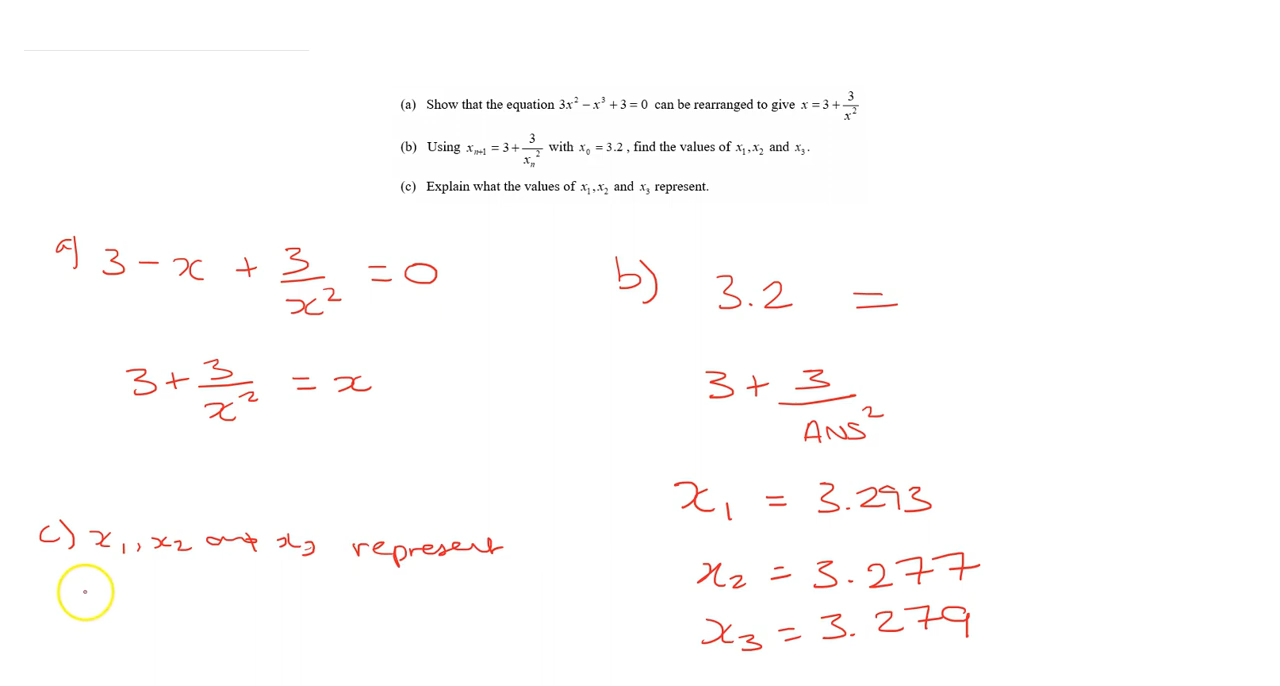 (a) Show that the equation 3x² − x³ + 3 = 0 can be rearranged to give x = 3 + 3/x²
(b) Using xₙ₊₁ = 3 + 3/xₙ² with x₀ = 3.2, find the values of x₁, x₂ and x₃.
(c) Explain what the values of x₁, x₂ and x₃ represent.
a) 3 − x + 3/x² = 0
3 + 3/x² = x
c) x₁, x₂ and x₃ represent
b) 3.2 =
3 + 3/ANS²
x₁ = 3.293
x₂ = 3.277
x₃ = 3.279